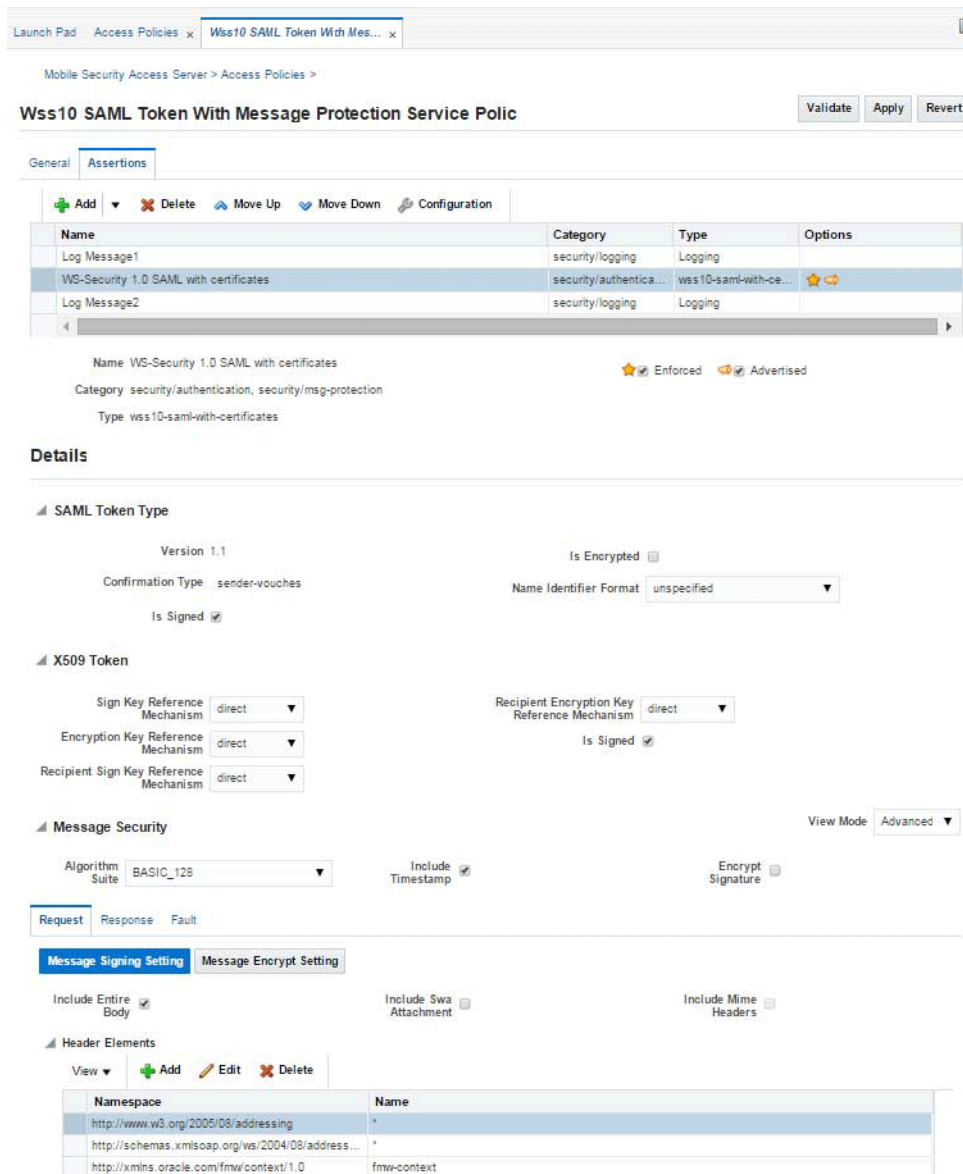 Launch Pad Access Policies x Wss10 SAML Token With Mes... x
Mobile Security Access Server > Access Policies >
Wss10 SAML Token With Message Protection Service Polic Validate Apply Revert
General Assertions
Add Delete Move Up Move Down Configuration
Name Category Type Options
Log Message1 security/logging Logging
WS-Security 1.0 SAML with certificates security/authentica... wss10-saml-with-ce...
Log Message2 security/logging Logging
Name WS-Security 1.0 SAML with certificates Enforced Advertised
Category security/authentication, security/msg-protection
Type wss10-saml-with-certificates
Details
SAML Token Type
Version 1.1 Is Encrypted
Confirmation Type sender-vouches Name Identifier Format unspecified
Is Signed
X509 Token
Sign Key Reference Mechanism direct Recipient Encryption Key Reference Mechanism direct
Encryption Key Reference Mechanism direct Is Signed
Recipient Sign Key Reference Mechanism direct
Message Security View Mode Advanced
Algorithm Suite BASIC_128 Include Timestamp Encrypt Signature
Request Response Fault
Message Signing Setting Message Encrypt Setting
Include Entire Body Include Swa Attachment Include Mime Headers
Header Elements
View Add Edit Delete
Namespace Name
http://www.w3.org/2005/08/addressing *
http://schemas.xmlsoap.org/ws/2004/08/address... *
http://xmlns.oracle.com/fmw/context/1.0 fmw-context